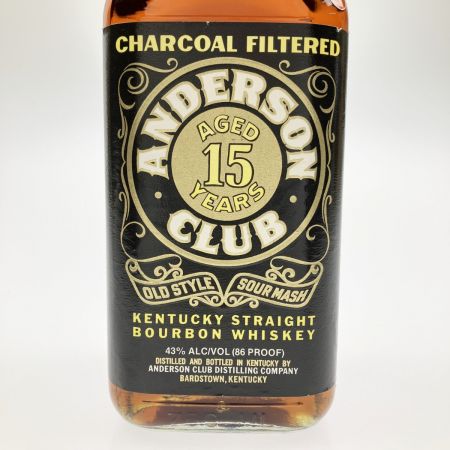 CHARCOAL FILTERED
ANDERSON
AGED
15
YEARS
CLUB
OLD STYLE SOUR MASH
KENTUCKY STRAIGHT
BOURBON WHISKEY
43% ALC/VOL (86 PROOF)
DISTILLED AND BOTTLED IN KENTUCKY BY
ANDERSON CLUB DISTILLING COMPANY
BARDSTOWN, KENTUCKY